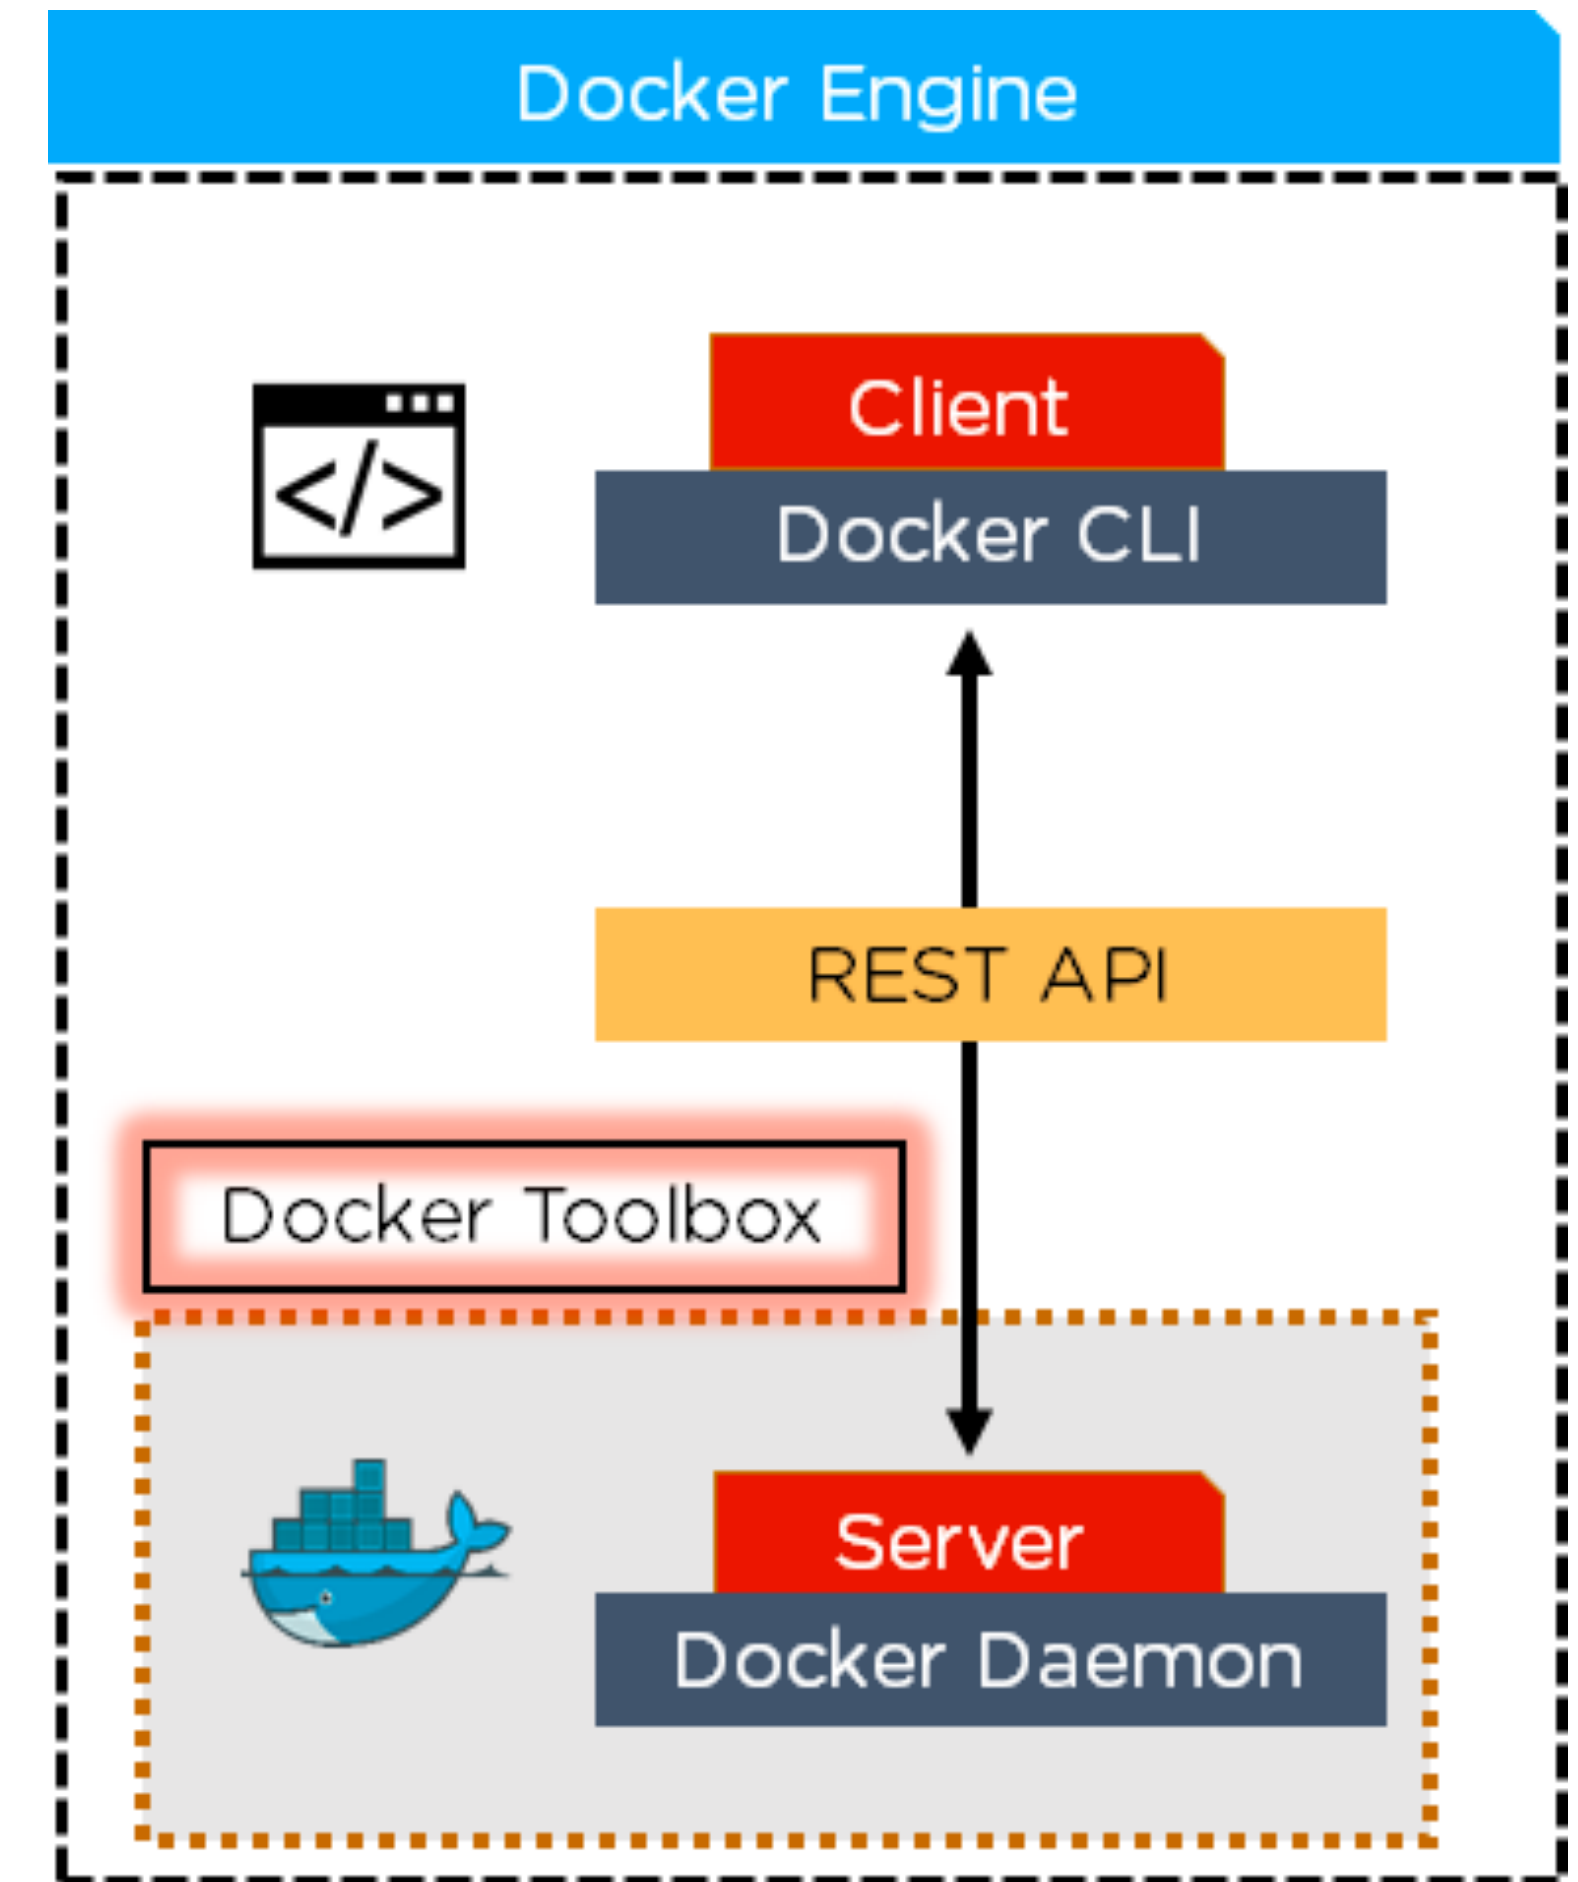 Docker Engine
Client
Docker CLI
</>
REST API
Docker Toolbox
Server
Docker Daemon